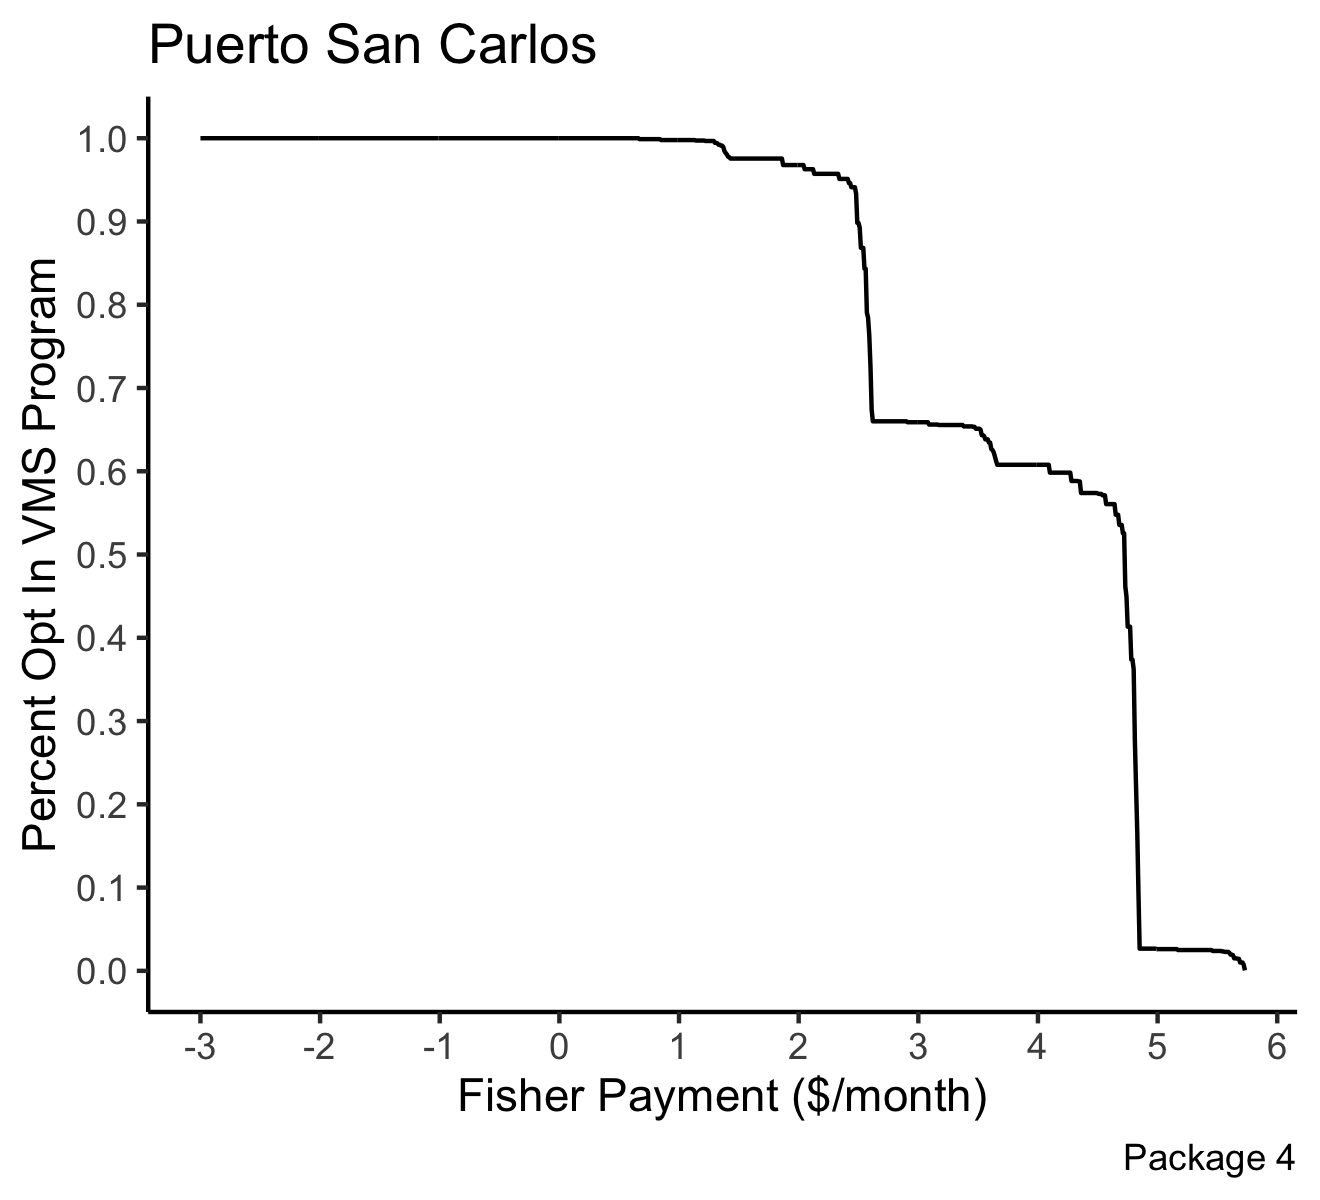 Puerto San Carlos
Percent Opt In VMS Program
1.0
0.9
0.8
0.7
0.6
0.5
0.4
0.3
0.2
0.1
0.0
-3 -2 -1 0 1 2 3 4 5 6
Fisher Payment ($/month)
Package 4